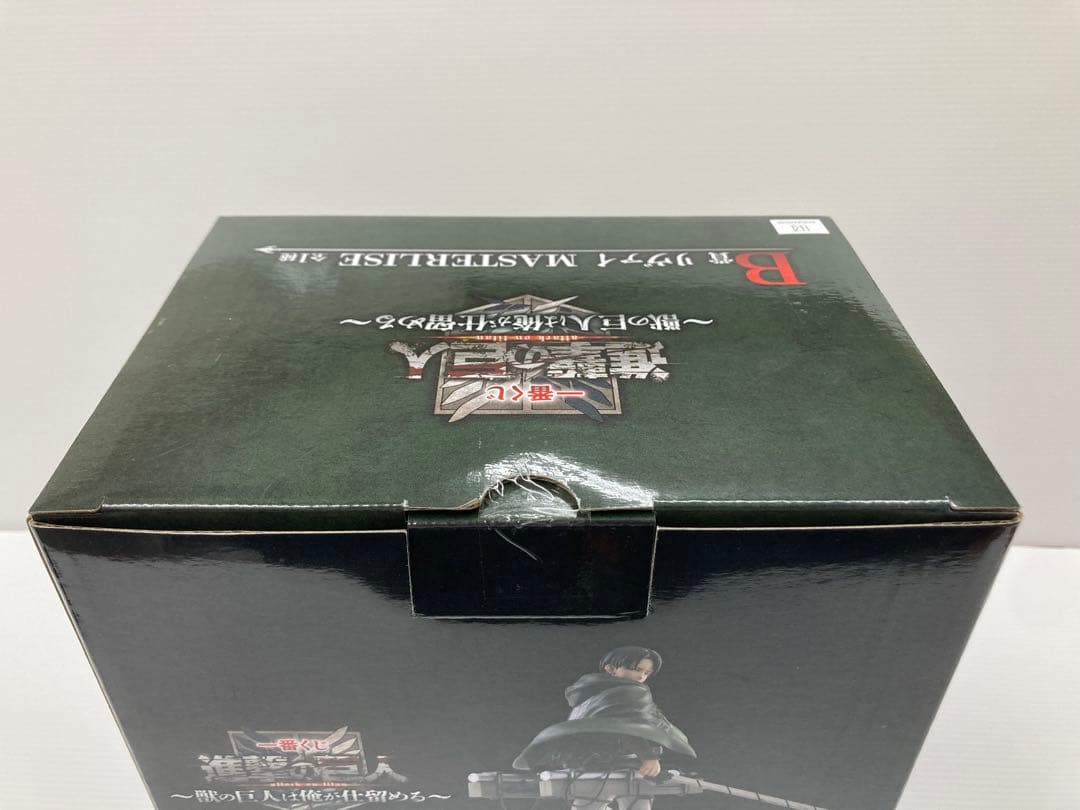 B賞 リヴァイ MASTERLISE 全1種
～獣の巨人は俺が仕留める～
attack on titan
進撃の巨人
一番くじ
一番くじ
進撃の巨人
attack on titan
～獣の巨人は俺が仕留める～